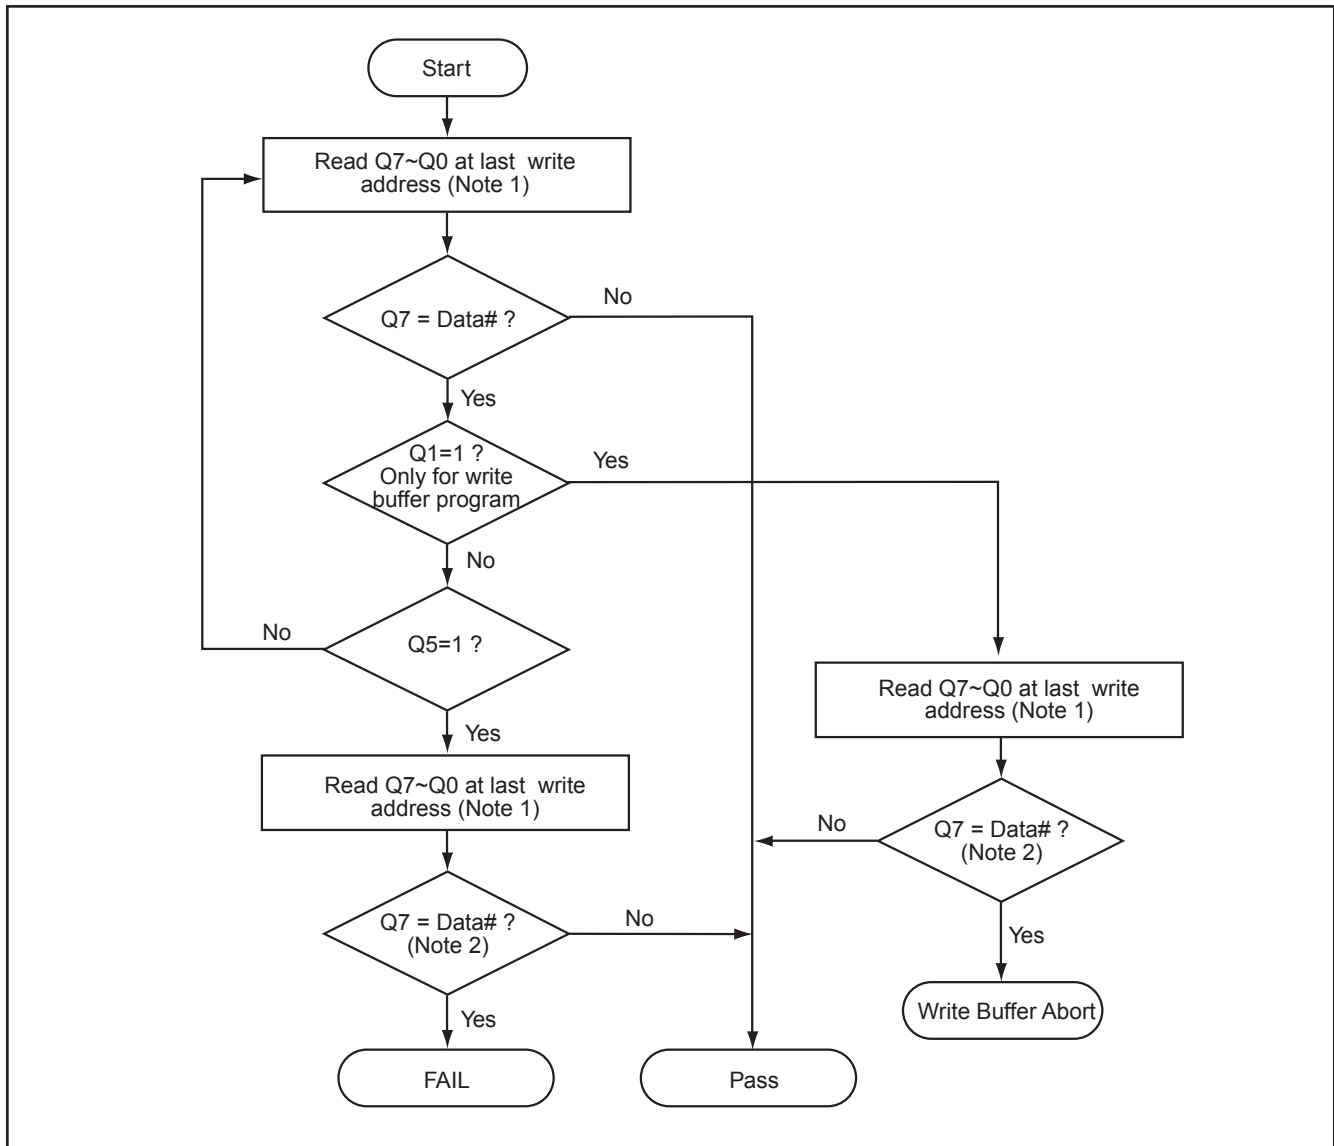 Start
Read Q7~Q0 at last write
address (Note 1)
Q7 = Data# ?
No
Yes
Q1=1 ?
Only for write
buffer program
Yes
No
Q5=1 ?
No
Yes
Read Q7~Q0 at last write
address (Note 1)
Q7 = Data# ?
(Note 2)
No
Yes
FAIL
Pass
Read Q7~Q0 at last write
address (Note 1)
Q7 = Data# ?
(Note 2)
No
Yes
Write Buffer Abort